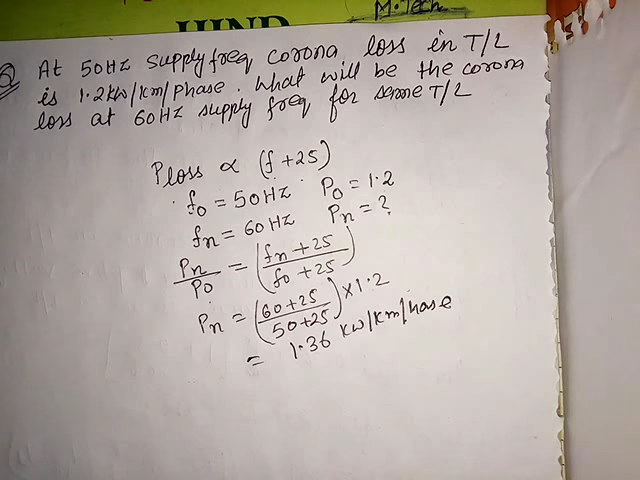 M.Tech
Q At 50Hz supply freq corona loss in T/L
is 1.2kw/km/phase. What will be the corona
loss at 60Hz supply freq for same T/L
Ploss ∝ (f+25)
f0 = 50Hz P0 = 1.2
fn = 60Hz Pn = ?
Pn/P0 = (fn+25/f0+25)
Pn = (60+25/50+25) × 1.2
= 1.36 kw/km/phase